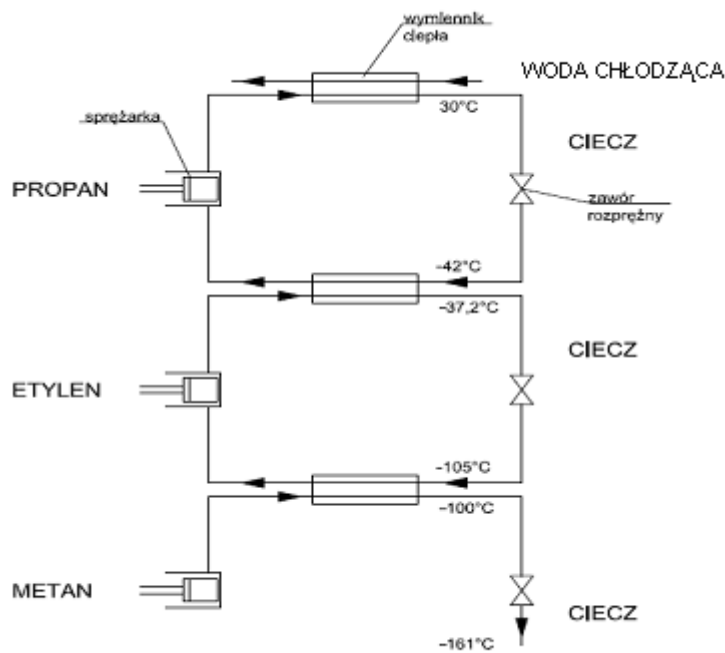 wymiennik
ciepła
WODA CHŁODZĄCA
30°C
sprężarka
CIECZ
PROPAN
zawór
rozprężny
-42°C
-37,2°C
CIECZ
ETYLEN
-105°C
-100°C
METAN
CIECZ
-161°C